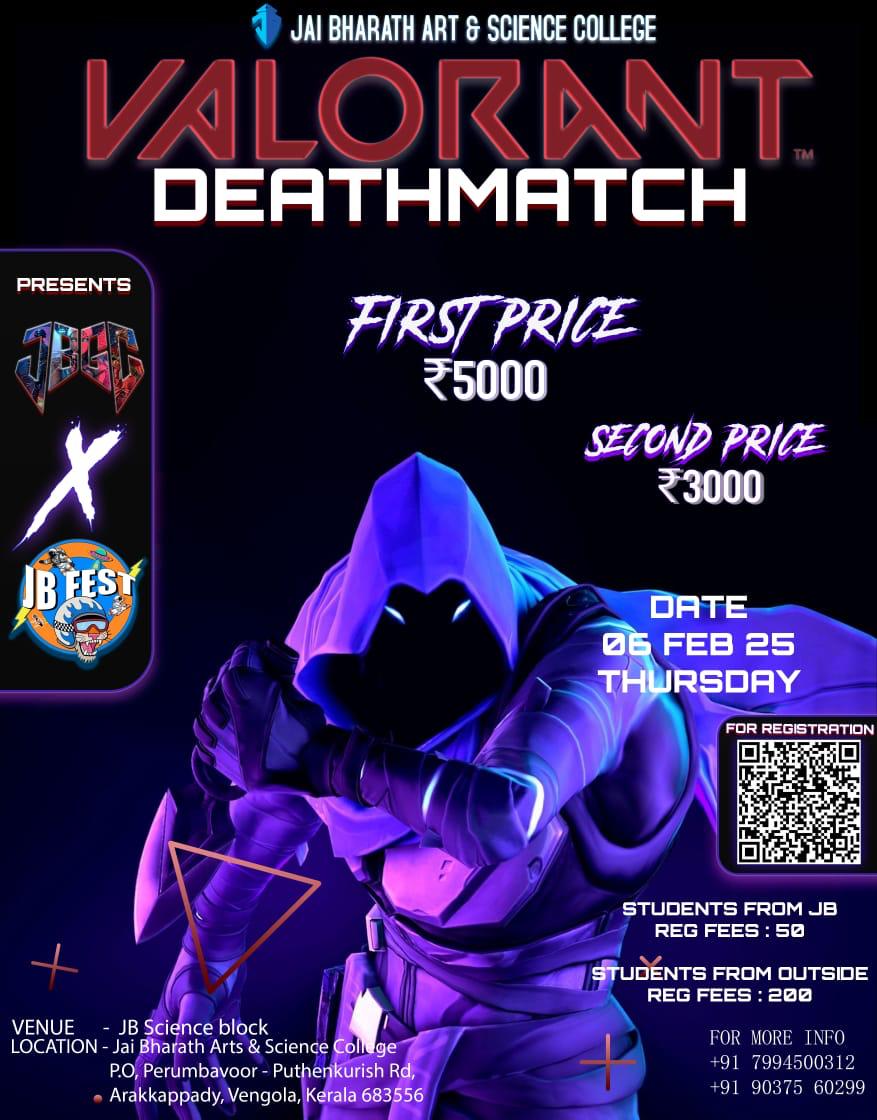 JAI BHARATH ART & SCIENCE COLLEGE
VALORANT
TM
DEATHMATCH
PRESENTS
JBGC
X
JB FEST
FIRST PRICE
₹5000
SECOND PRICE
₹3000
DATE
06 FEB 25
THURSDAY
FOR REGISTRATION
STUDENTS FROM JB
REG FEES : 50
STUDENTS FROM OUTSIDE
REG FEES : 200
VENUE - JB Science block
LOCATION - Jai Bharath Arts & Science College
P.O, Perumbavoor - Puthenkurish Rd,
Arakkappady, Vengola, Kerala 683556
FOR MORE INFO
+91 7994500312
+91 90375 60299